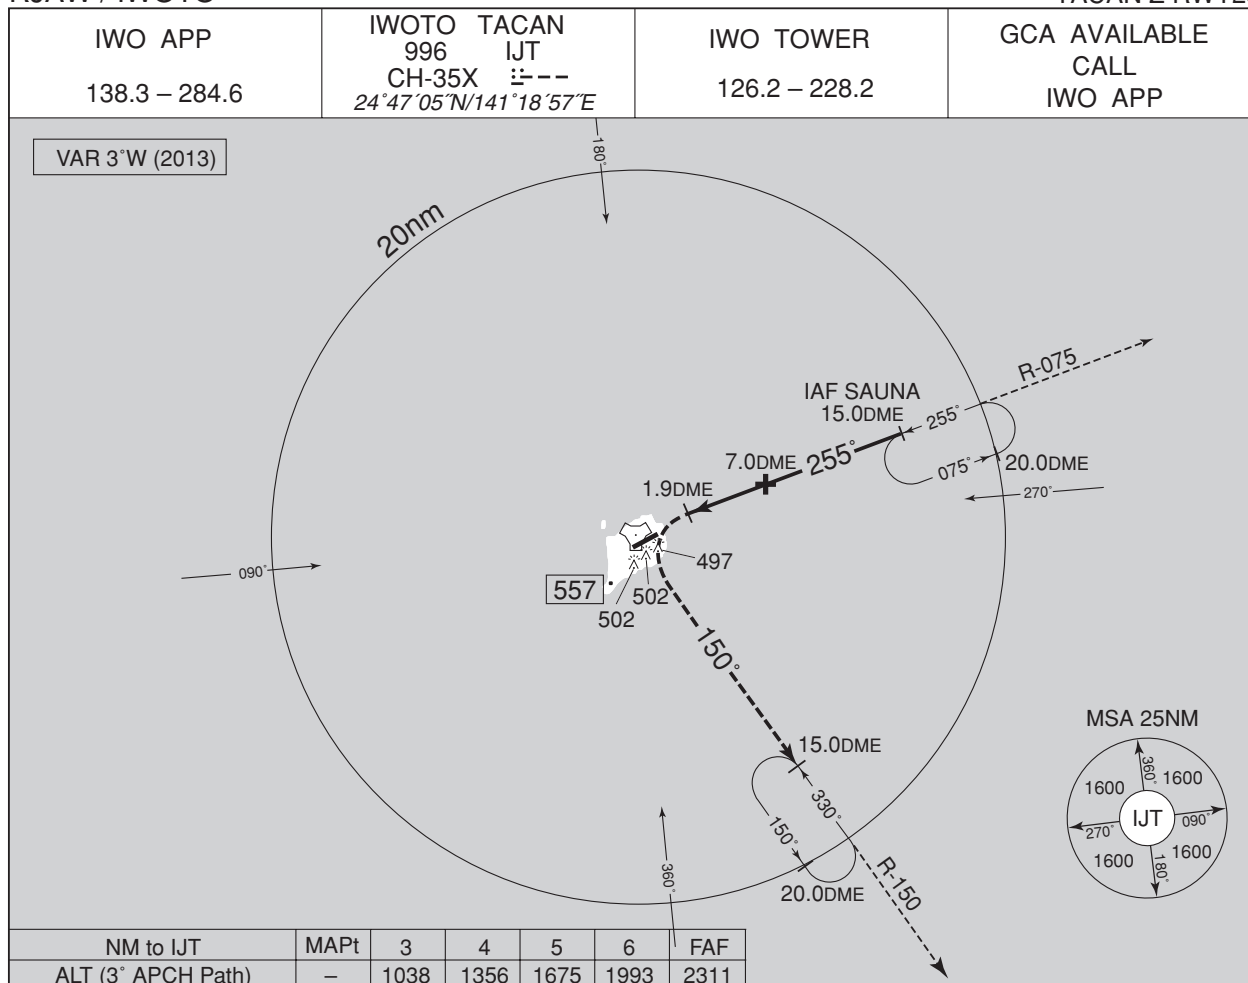 IWO APP
138.3 – 284.6
IWOTO TACAN
996 IJT
CH-35X
24°47´05˝N/141°18´57˝E
IWO TOWER
126.2 – 228.2
GCA AVAILABLE
CALL
IWO APP
VAR 3°W (2013)
180°
20nm
R-075
IAF SAUNA
15.0DME
255°
255°
7.0DME
075°
20.0DME
270°
1.9DME
497
090°
557
502
502
150°
15.0DME
330°
150°
20.0DME
R-150
360°
MSA 25NM
360°
1600
1600
IJT
270°
090°
1600
1600
180°
NM to IJT MAPt 3 4 5 6 FAF
ALT (3° APCH Path) – 1038 1356 1675 1993 2311